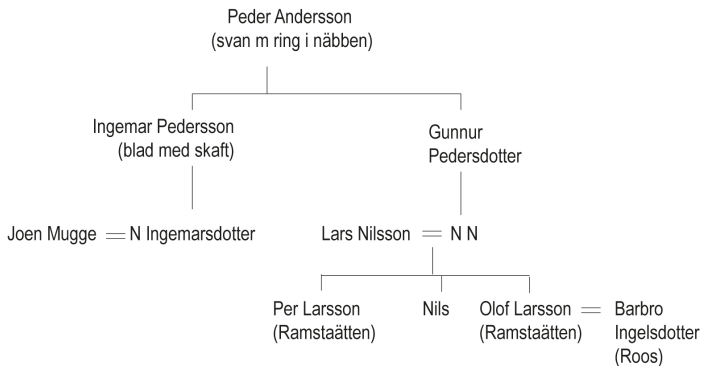 Peder Andersson
(svan m ring i näbben)
Ingemar Pedersson
(blad med skaft)
Gunnur
Pedersdotter
Joen Mugge = N Ingemarsdotter
Lars Nilsson = N N
Per Larsson
(Ramstaätten)
Nils
Olof Larsson = Barbro
(Ramstaätten)
Ingelsdotter
(Roos)